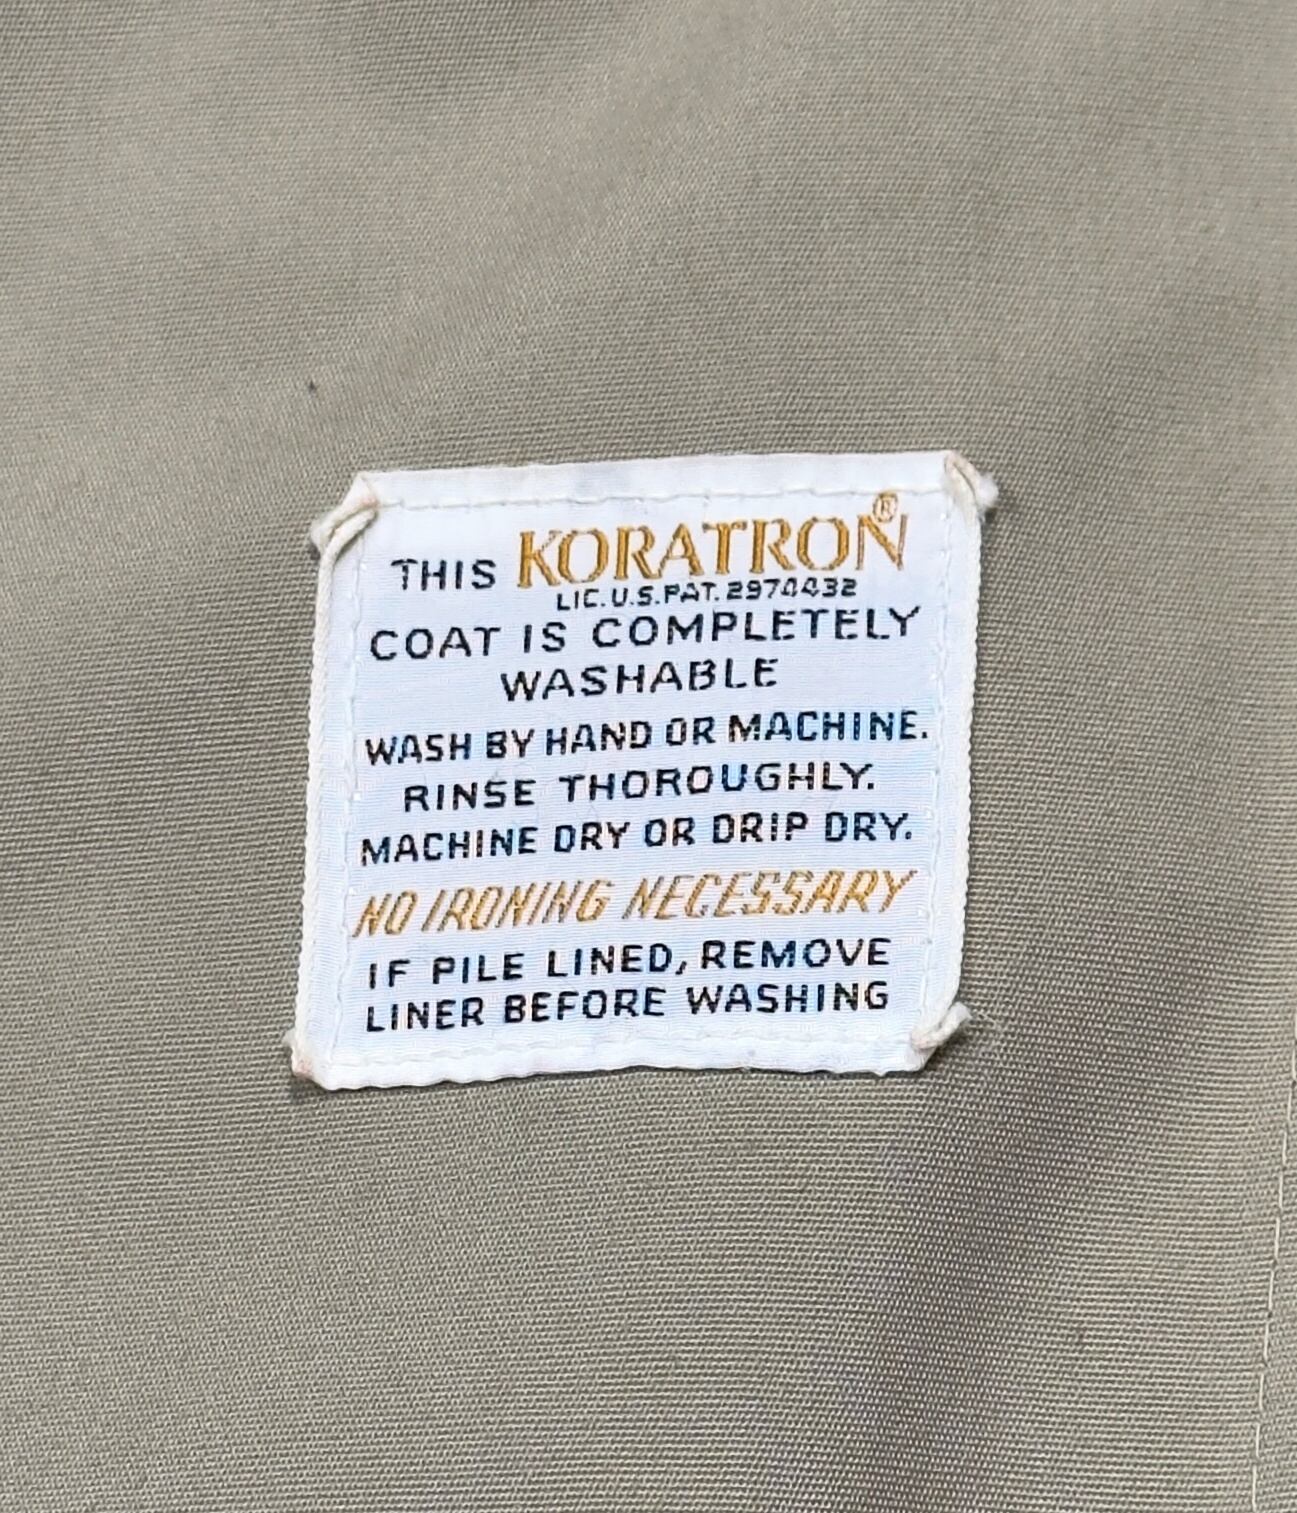 THIS KORATRON®
LIC. U.S. PAT. 2974432
COAT IS COMPLETELY
WASHABLE
WASH BY HAND OR MACHINE.
RINSE THOROUGHLY.
MACHINE DRY OR DRIP DRY.
NO IRONING NECESSARY
IF PILE LINED, REMOVE
LINER BEFORE WASHING